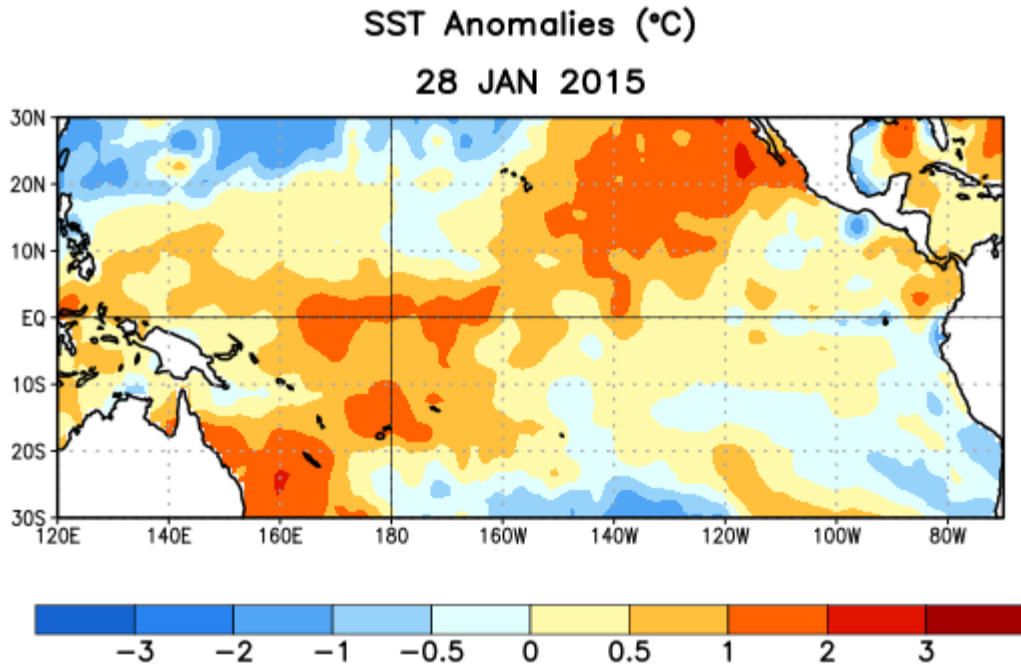 SST Anomalies (°C)
28 JAN 2015
30N
20N
10N
EQ
10S
20S
30S
120E 140E 160E 180 160W 140W 120W 100W 80W
-3 -2 -1 -0.5 0 0.5 1 2 3